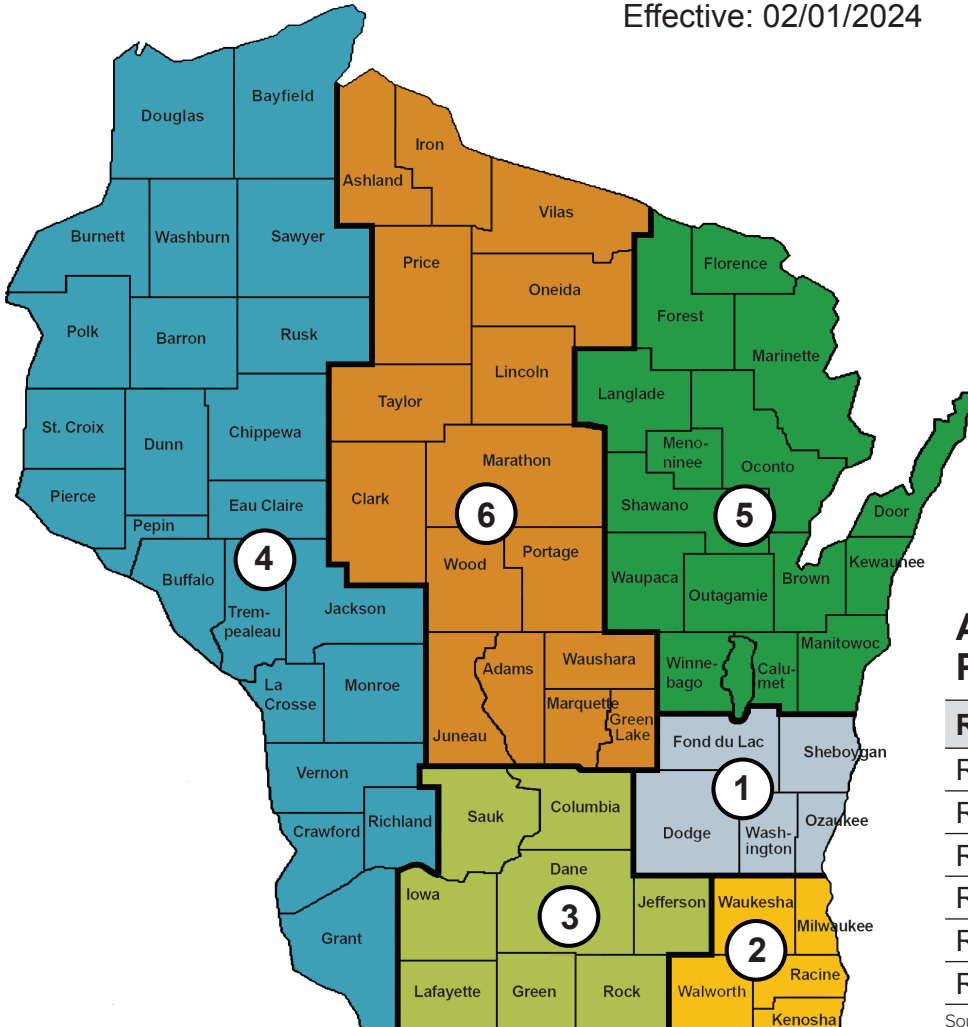 Effective: 02/01/2024
Bayfield
Douglas
Iron
Ashland
Vilas
Burnett
Washburn
Sawyer
Price
Florence
Oneida
Forest
Polk
Barron
Rusk
Marinette
Lincoln
Langlade
Taylor
St. Croix
Dunn
Chippewa
Meno-
ninee
Marathon
Oconto
Pierce
Clark
Eau Claire
Shawano
Door
6
5
Pepin
4
Wood
Portage
Kewaunee
Buffalo
Waupaca
Brown
Outagamie
Trem-
pealeau
Jackson
Manitowoc
Adams
Waushara
Winne-
bago
Calu-
met
La
Crosse
Monroe
Marquette
Green
Lake
Juneau
Fond du Lac
Sheboygan
Vernon
1
Sauk
Columbia
Crawford
Richland
Dodge
Wash-
ington
Ozaukee
Dane
Iowa
Jefferson
Waukesha
3
Milwaukee
Grant
2
Racine
Lafayette
Green
Rock
Walworth
Kenosha
A
R
R
R
R
R
R
R
Sou